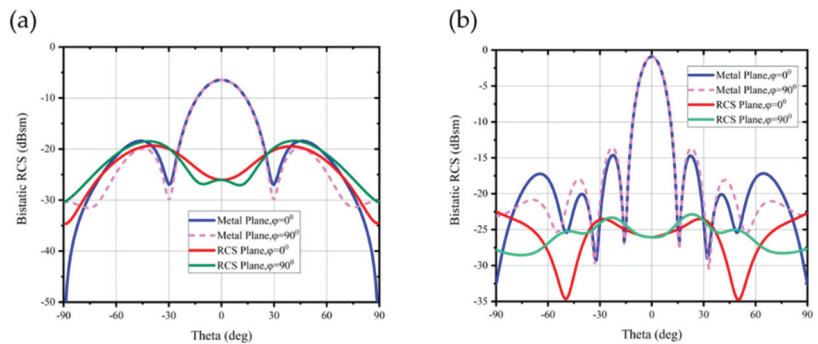 (a)
0
-10
-20
-30
-40
-50
Bistatic RCS (dBsm)
Metal Plane,φ=0⁰
Metal Plane,φ=90⁰
RCS Plane,φ=0⁰
RCS Plane,φ=90⁰
-90 -60 -30 0 30 60 90
Theta (deg)
(b)
0
-5
-10
-15
-20
-25
-30
-35
Bistatic RCS (dBsm)
Metal Plane,φ=0⁰
Metal Plane,φ=90⁰
RCS Plane,φ=0⁰
RCS Plane,φ=90⁰
-90 -60 -30 0 30 60 90
Theta (deg)